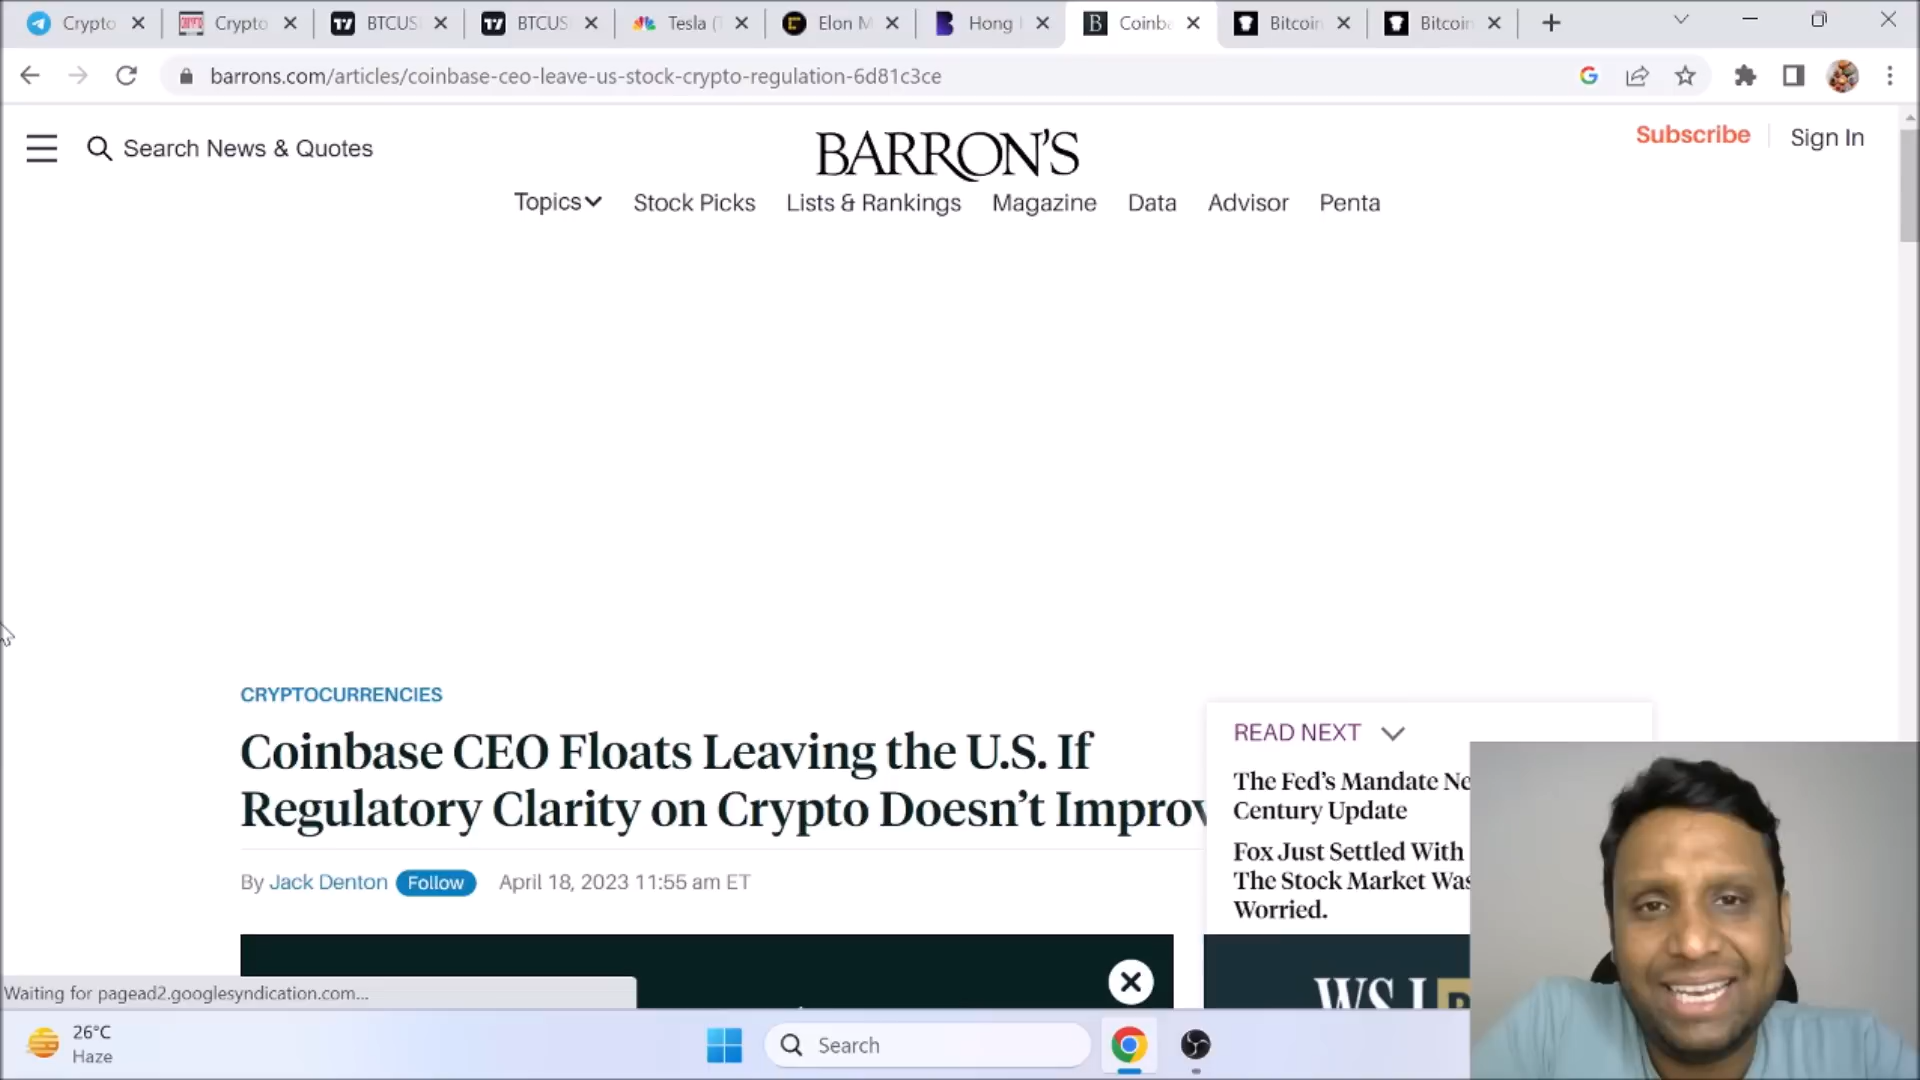 Crypto
Crypto
BTCUS
BTCUS
Tesla (
Elon M
Hong
Coinb
Bitcoin
Bitcoin
barrons.com/articles/coinbase-ceo-leave-us-stock-crypto-regulation-6d81c3ce
Search News & Quotes
BARRON'S
Subscribe
Sign In
Topics
Stock Picks
Lists & Rankings
Magazine
Data
Advisor
Penta
CRYPTOCURRENCIES
Coinbase CEO Floats Leaving the U.S. If
Regulatory Clarity on Crypto Doesn't Improv
By Jack Denton Follow April 18, 2023 11:55 am ET
READ NEXT
The Fed's Mandate Ne
Century Update
Fox Just Settled With
The Stock Market Was
Worried.
WSJ
Waiting for pagead2.googlesyndication.com...
26°C
Haze
Search